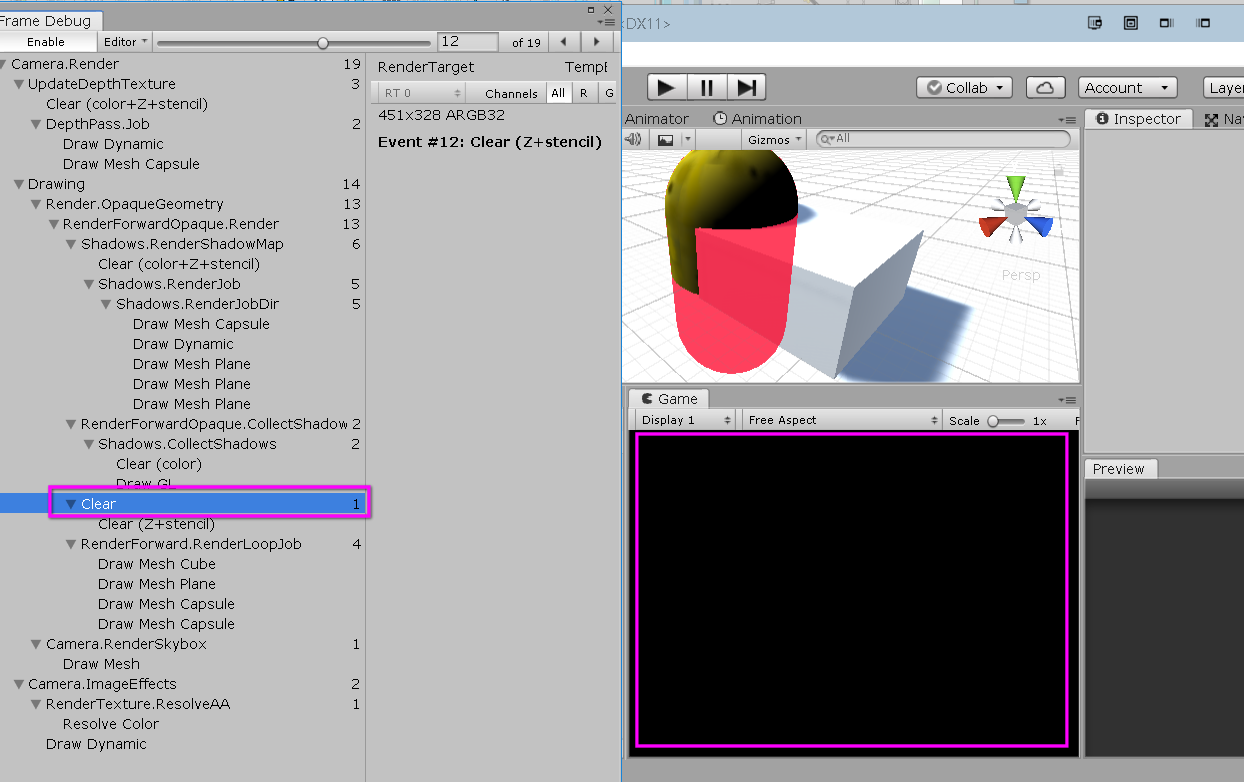 Frame Debug
<DX11>
Enable
Editor
12
of 19
Camera.Render 19
UpdateDepthTexture 3
Clear (color+Z+stencil)
DepthPass.Job 2
Draw Dynamic
Draw Mesh Capsule
Drawing 14
Render.OpaqueGeometry 13
RenderForwardOpaque.Render 13
Shadows.RenderShadowMap 6
Clear (color+Z+stencil)
Shadows.RenderJob 5
Shadows.RenderJobDir 5
Draw Mesh Capsule
Draw Dynamic
Draw Mesh Plane
Draw Mesh Plane
Draw Mesh Plane
RenderForwardOpaque.CollectShadow 2
Shadows.CollectShadows 2
Clear (color)
Draw GL
Clear 1
Clear (Z+stencil)
RenderForward.RenderLoopJob 4
Draw Mesh Cube
Draw Mesh Plane
Draw Mesh Capsule
Draw Mesh Capsule
Camera.RenderSkybox 1
Draw Mesh
Camera.ImageEffects 2
RenderTexture.ResolveAA 1
Resolve Color
Draw Dynamic
RenderTarget Temp
RT 0 Channels All R G
451x328 ARGB32
Event #12: Clear (Z+stencil)
Collab
Account
Layer
Animator
Animation
Gizmos
All
Persp
Inspector
Na
Game
Display 1
Free Aspect
Scale 1x
Preview